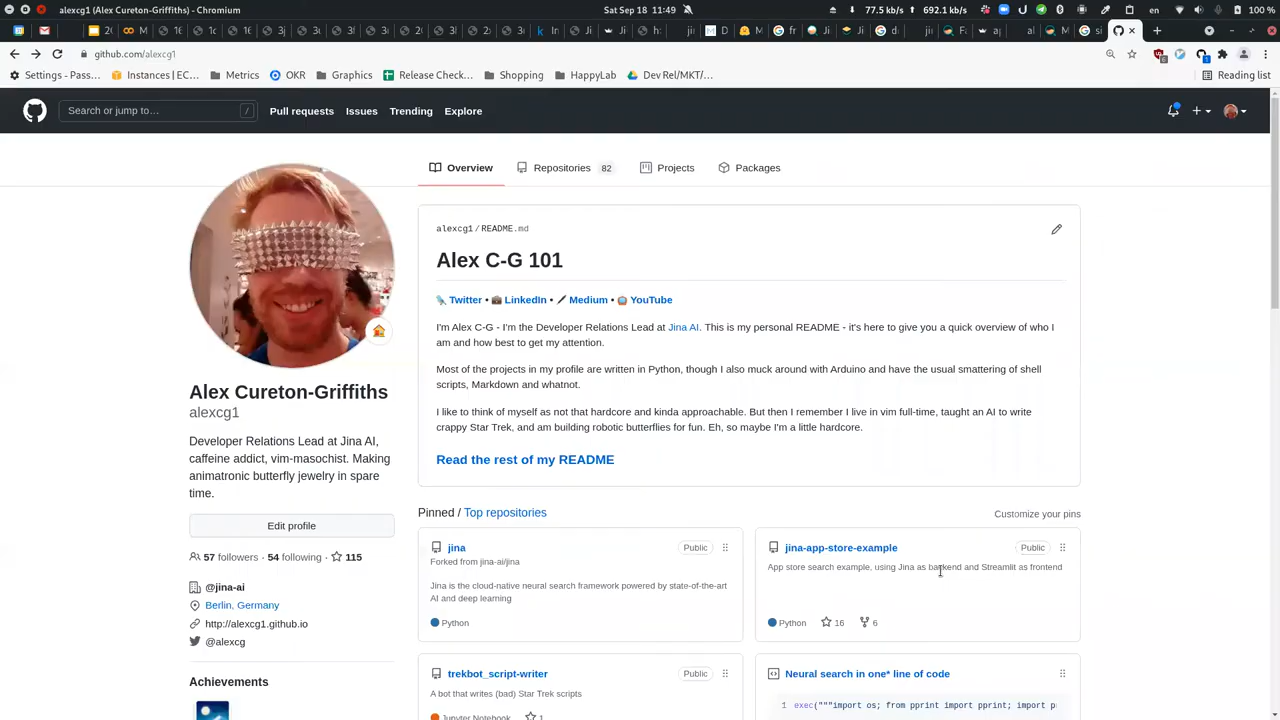 alexcg1 (Alex Cureton-Griffiths) - Chromium
Sat Sep 18 11:49
77.5 kb/s
692.1 kb/s
100 %
github.com/alexcg1
Settings - Pass…
Instances | EC…
Metrics
OKR
Graphics
Release Check…
Shopping
HappyLab
Dev Rel/MKT/…
Reading list
Search or jump to…
/
Pull requests
Issues
Trending
Explore
Overview
Repositories 82
Projects
Packages
alexcg1/README.md
Alex C-G 101
Twitter • LinkedIn • Medium • YouTube
I'm Alex C-G - I'm the Developer Relations Lead at Jina AI. This is my personal README - it's here to give you a quick overview of who I
am and how best to get my attention.
Most of the projects in my profile are written in Python, though I also muck around with Arduino and have the usual smattering of shell
scripts, Markdown and whatnot.
I like to think of myself as not that hardcore and kinda approachable. But then I remember I live in vim full-time, taught an AI to write
crappy Star Trek, and am building robotic butterflies for fun. Eh, so maybe I'm a little hardcore.
Read the rest of my README
Alex Cureton-Griffiths
alexcg1
Developer Relations Lead at Jina AI,
caffeine addict, vim-masochist. Making
animatronic butterfly jewelry in spare
time.
Edit profile
57 followers · 54 following · 115
@jina-ai
Berlin, Germany
http://alexcg1.github.io
@alexcg
Achievements
Pinned / Top repositories
Customize your pins
jina
Public
Forked from jina-ai/jina
Jina is the cloud-native neural search framework powered by state-of-the-art
AI and deep learning
Python
jina-app-store-example
Public
App store search example, using Jina as backend and Streamlit as frontend
Python 16 6
trekbot_script-writer
Public
A bot that writes (bad) Star Trek scripts
Jupyter Notebook 1
Neural search in one* line of code
1 exec("""import os; from pprint import pprint; import p